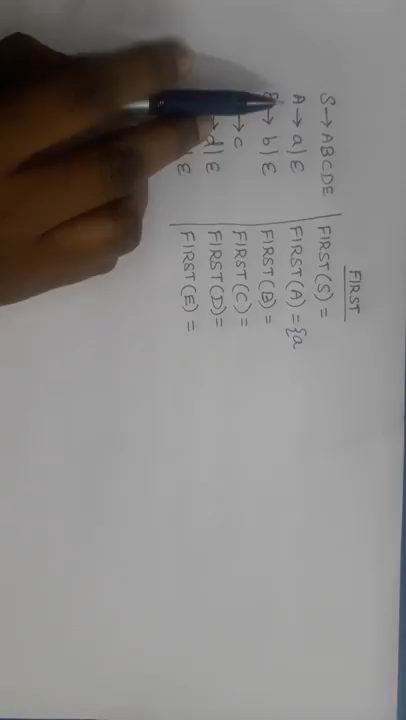 FIRST
S → ABCDE FIRST(S) =
A → a | ε FIRST(A) = {a
→ b | ε FIRST(B) =
→ c FIRST(C) =
→ d | ε FIRST(D) =
| ε FIRST(E) =